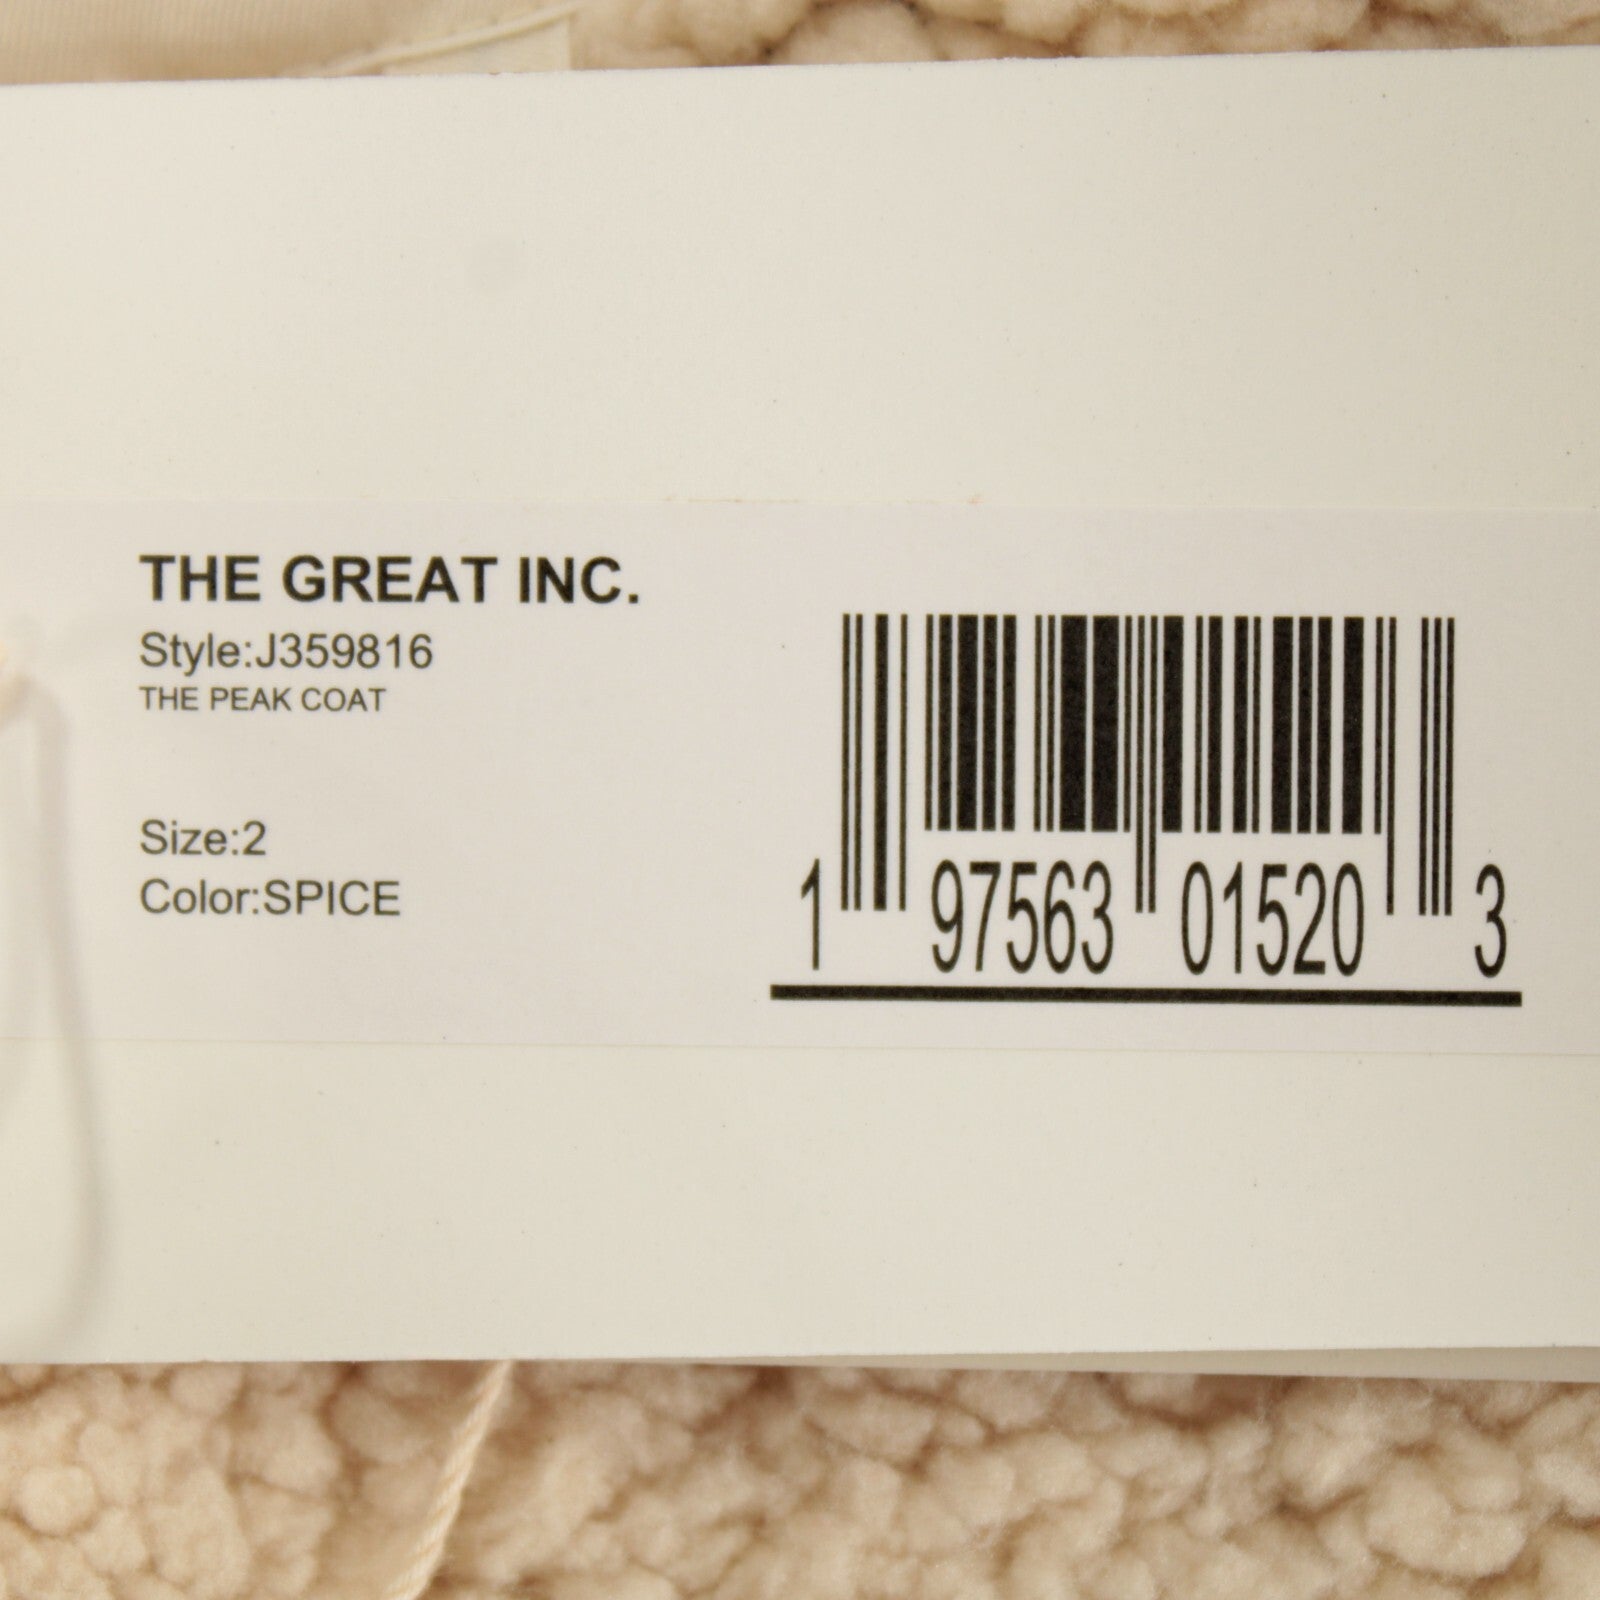 THE GREAT INC.
Style:J359816
THE PEAK COAT
Size:2
Color:SPICE
1 97563 01520 3